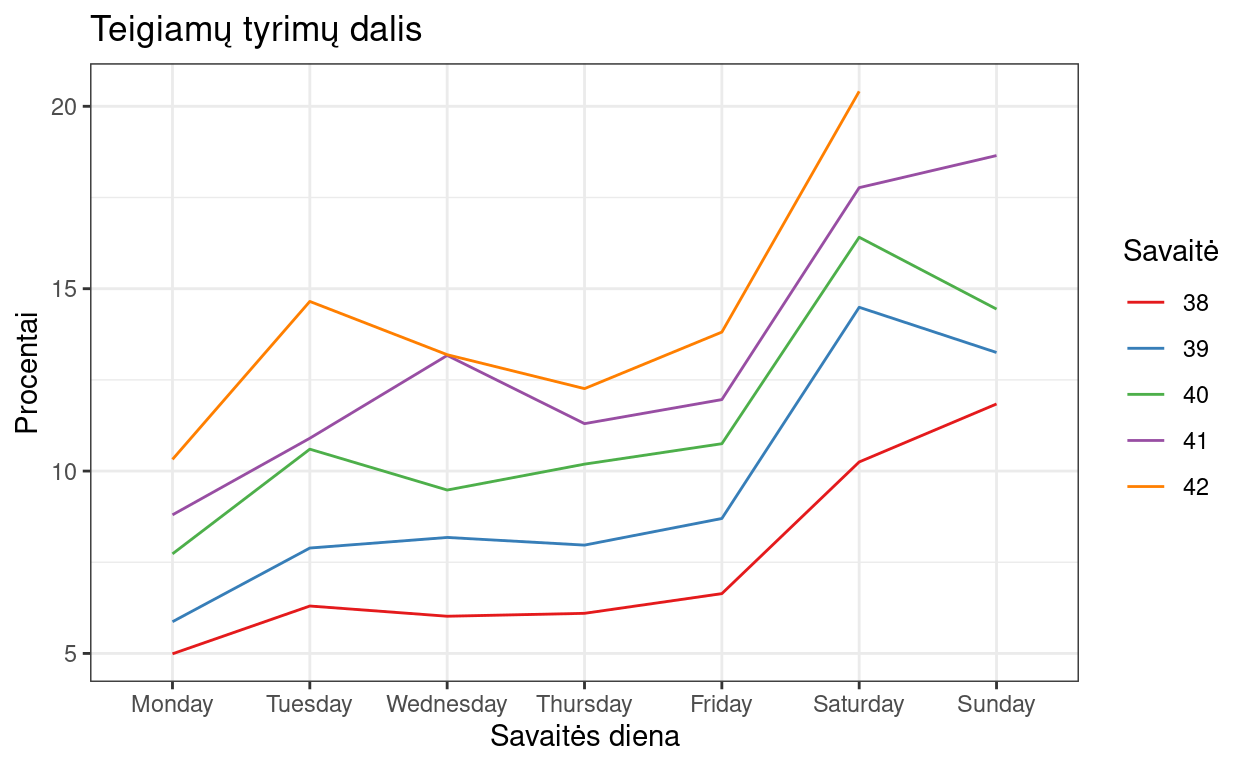 Teigiamų tyrimų dalis
Procentai
20
15
10
5
Monday Tuesday Wednesday Thursday Friday Saturday Sunday
Savaitės diena
Savaitė
38
39
40
41
42